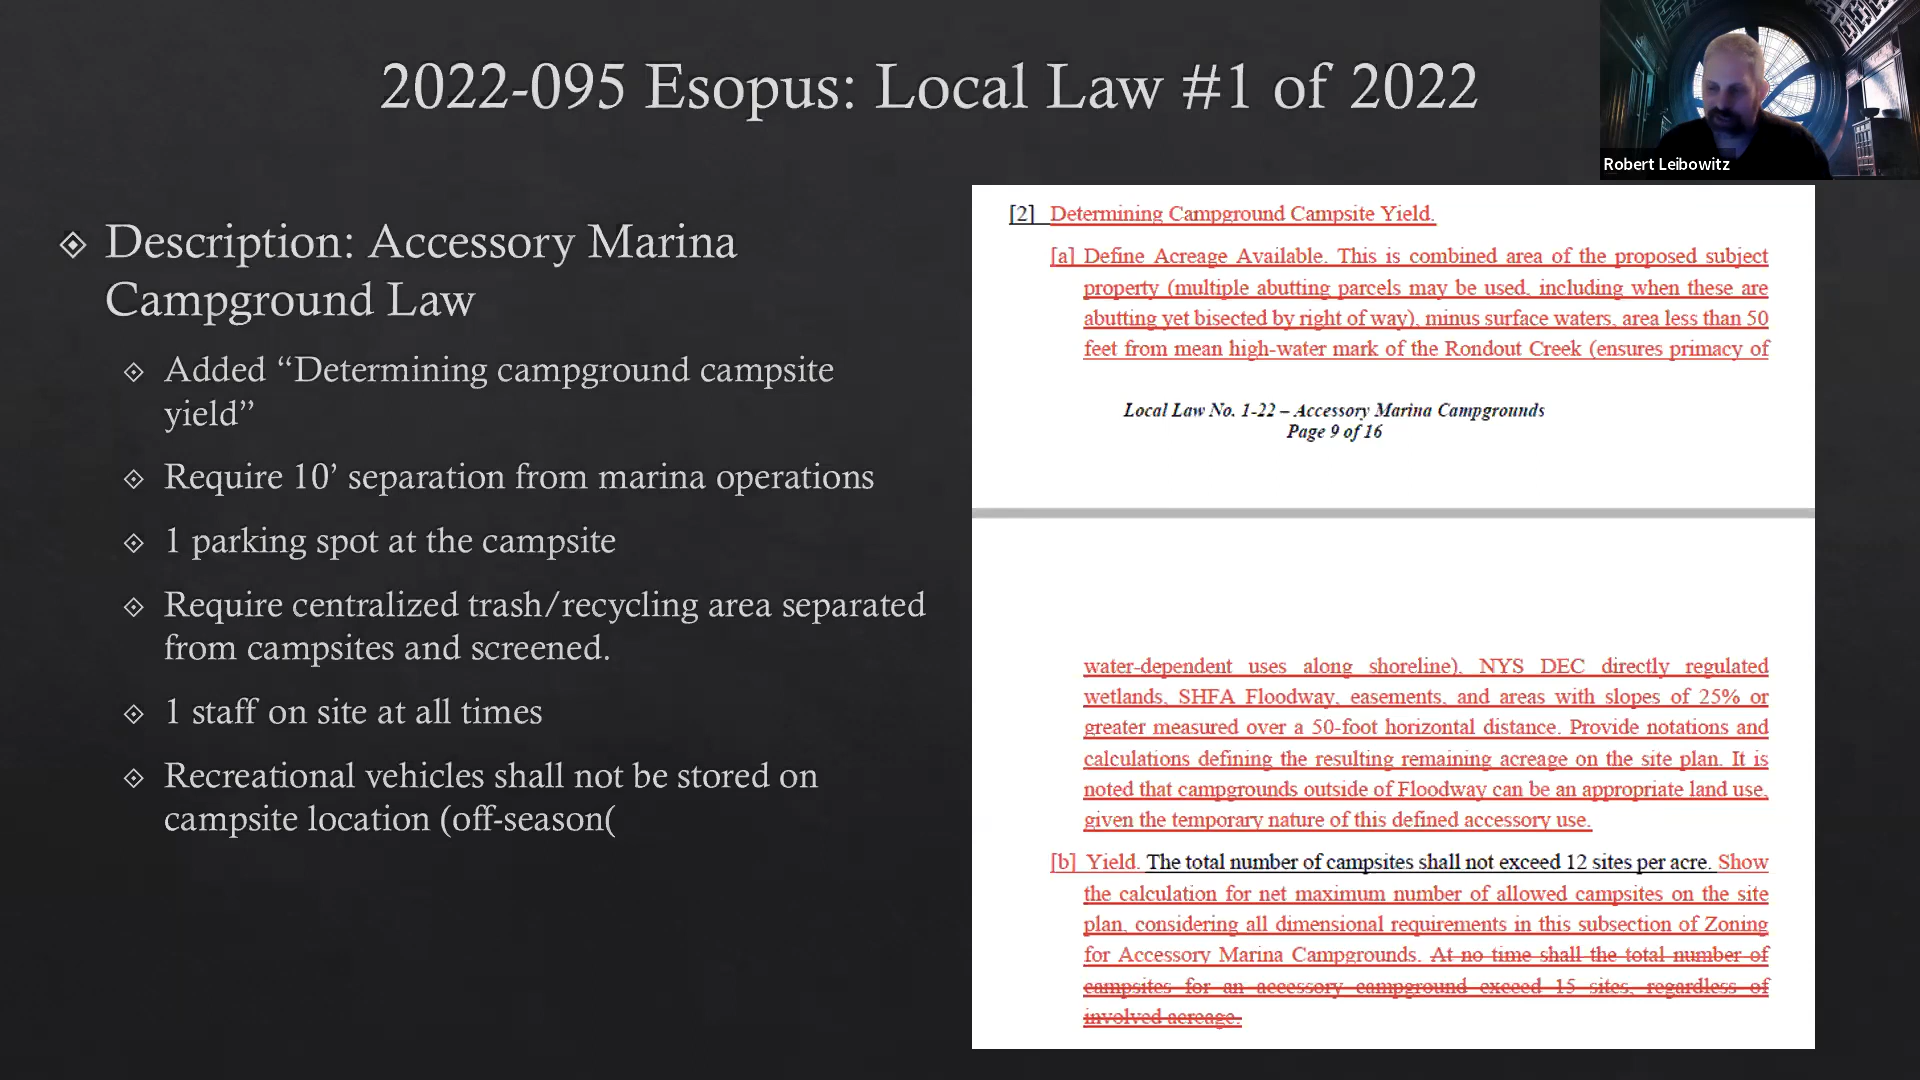 2022-095 Esopus: Local Law #1 of 2022
Robert Leibowitz
Description: Accessory Marina
Campground Law
Added “Determining campground campsite
yield”
Require 10’ separation from marina operations
1 parking spot at the campsite
Require centralized trash/recycling area separated
from campsites and screened.
1 staff on site at all times
Recreational vehicles shall not be stored on
campsite location (off-season(
[2] Determining Campground Campsite Yield.
[a] Define Acreage Available. This is combined area of the proposed subject
property (multiple abutting parcels may be used, including when these are
abutting yet bisected by right of way), minus surface waters, area less than 50
feet from mean high-water mark of the Rondout Creek (ensures primacy of
Local Law No. 1-22 – Accessory Marina Campgrounds
Page 9 of 16
water-dependent uses along shoreline), NYS DEC directly regulated
wetlands, SHFA Floodway, easements, and areas with slopes of 25% or
greater measured over a 50-foot horizontal distance. Provide notations and
calculations defining the resulting remaining acreage on the site plan. It is
noted that campgrounds outside of Floodway can be an appropriate land use,
given the temporary nature of this defined accessory use.
[b] Yield. The total number of campsites shall not exceed 12 sites per acre. Show
the calculation for net maximum number of allowed campsites on the site
plan, considering all dimensional requirements in this subsection of Zoning
for Accessory Marina Campgrounds. At no time shall the total number of
campsites for an accessory campground exceed 15 sites, regardless of
involved acreage.